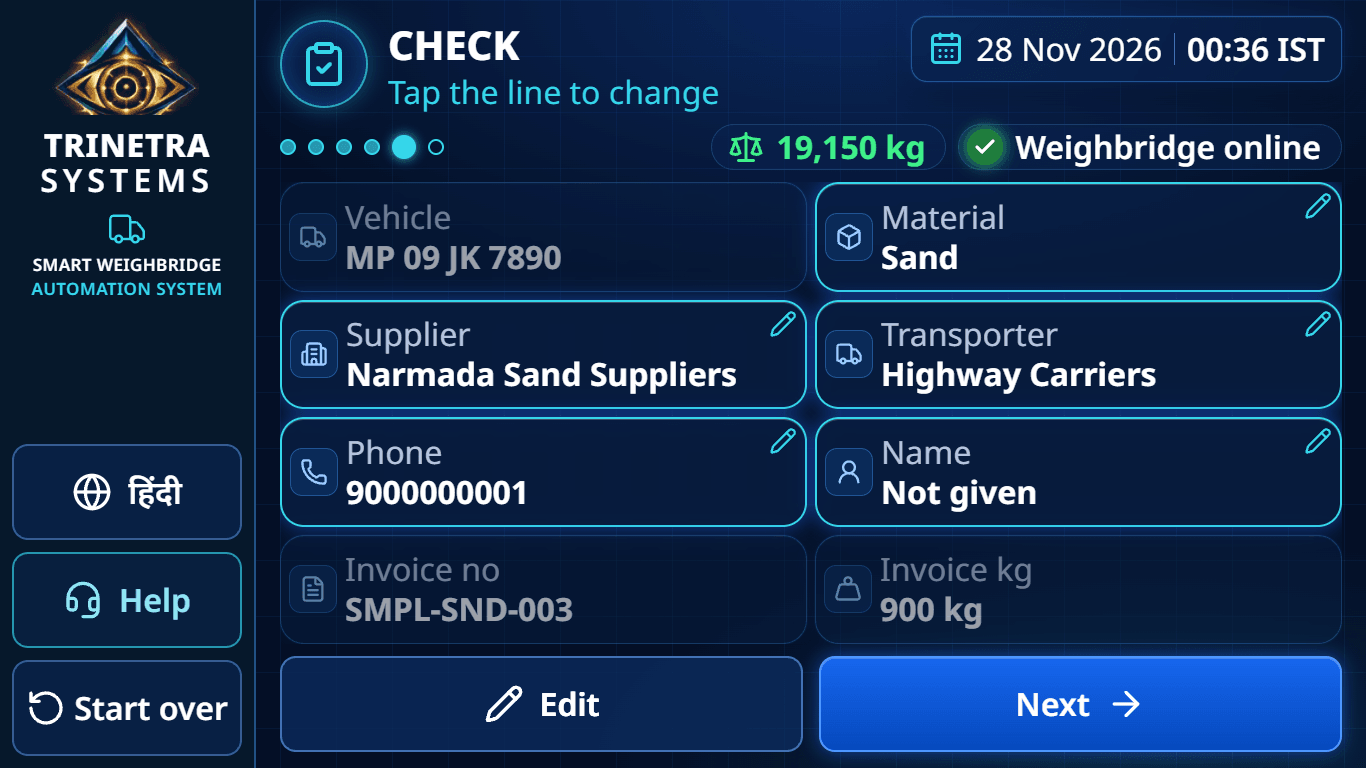 TRINETRA
SYSTEMS
SMART WEIGHBRIDGE
AUTOMATION SYSTEM
हिंदी
Help
Start over
CHECK
Tap the line to change
28 Nov 2026
00:36 IST
19,150 kg
Weighbridge online
Vehicle
MP 09 JK 7890
Material
Sand
Supplier
Narmada Sand Suppliers
Transporter
Highway Carriers
Phone
9000000001
Name
Not given
Invoice no
SMPL-SND-003
Invoice kg
900 kg
Edit
Next